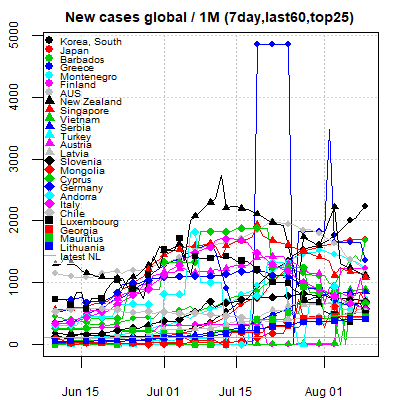 New cases global / 1M (7day,last60,top25)
5000
4000
3000
2000
1000
0
Korea, South
Japan
Barbados
Greece
Montenegro
Finland
AUS
New Zealand
Singapore
Vietnam
Serbia
Turkey
Austria
Latvia
Slovenia
Mongolia
Cyprus
Germany
Andorra
Italy
Chile
Luxembourg
Georgia
Mauritius
Lithuania
latest NL
Jun 15
Jul 01
Jul 15
Aug 01